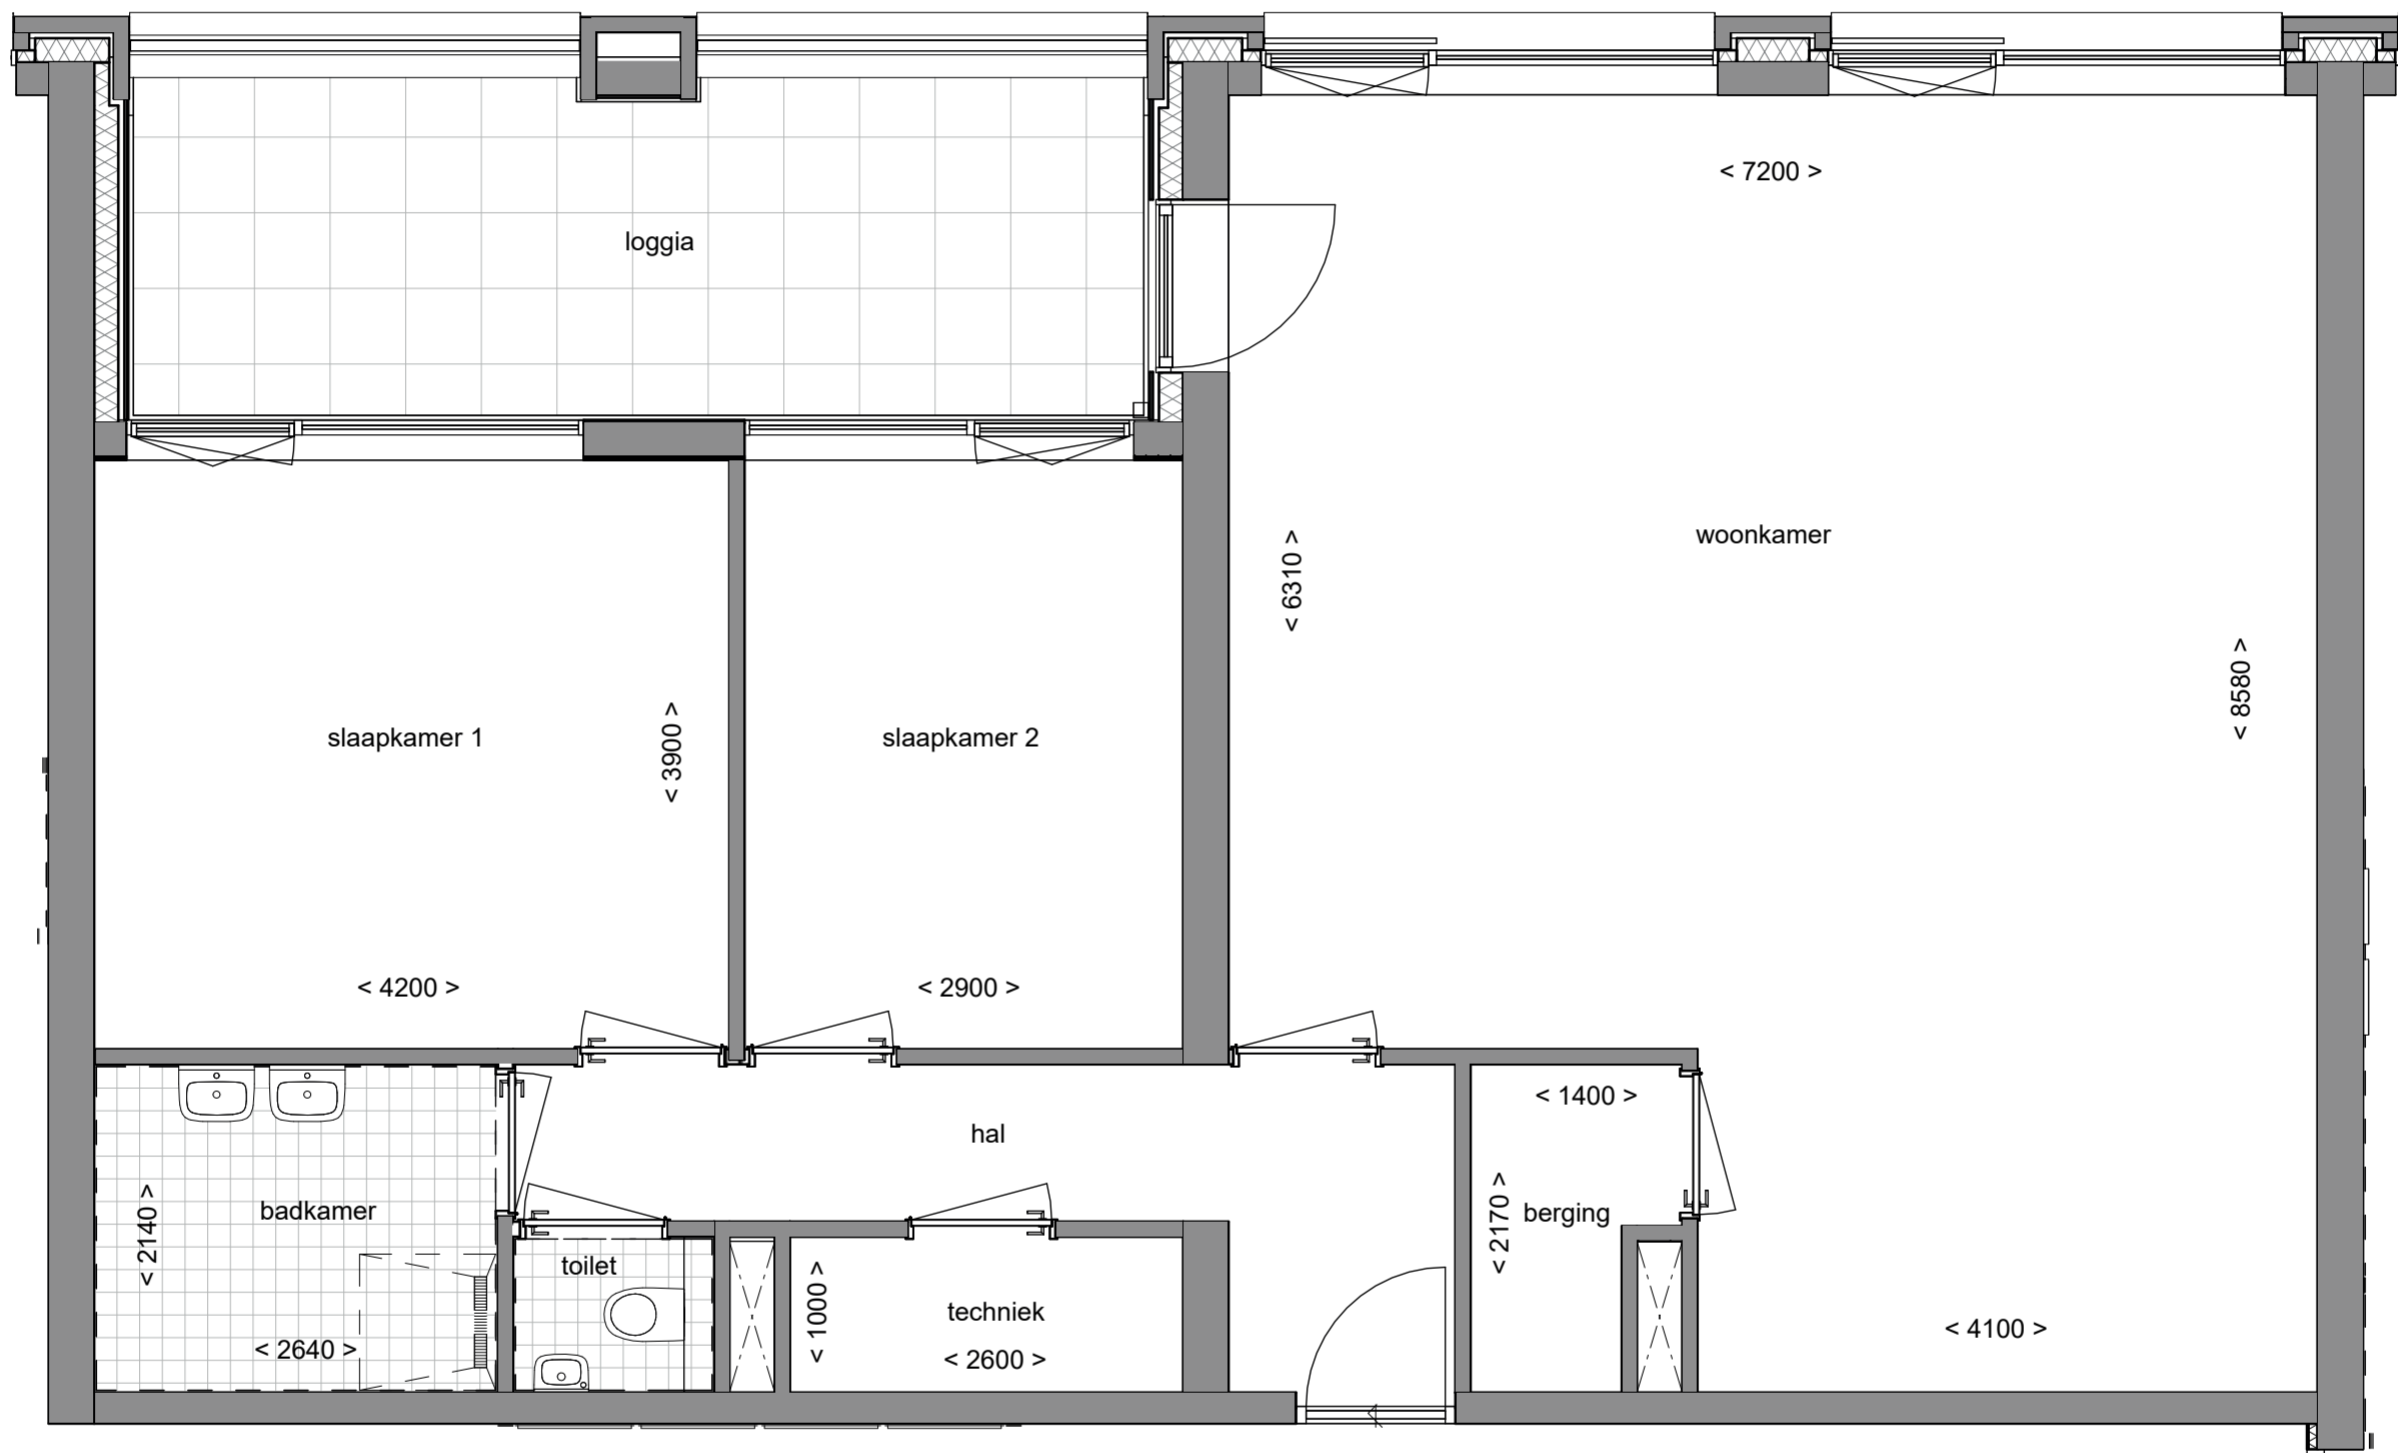 < 7200 >
loggia
woonkamer
< 6310 >
< 8580 >
slaapkamer 1
< 3900 >
slaapkamer 2
< 4200 >
< 2900 >
< 1400 >
hal
badkamer
< 2140 >
< 2170 >
berging
toilet
< 1000 >
techniek
< 4100 >
< 2640 >
< 2600 >